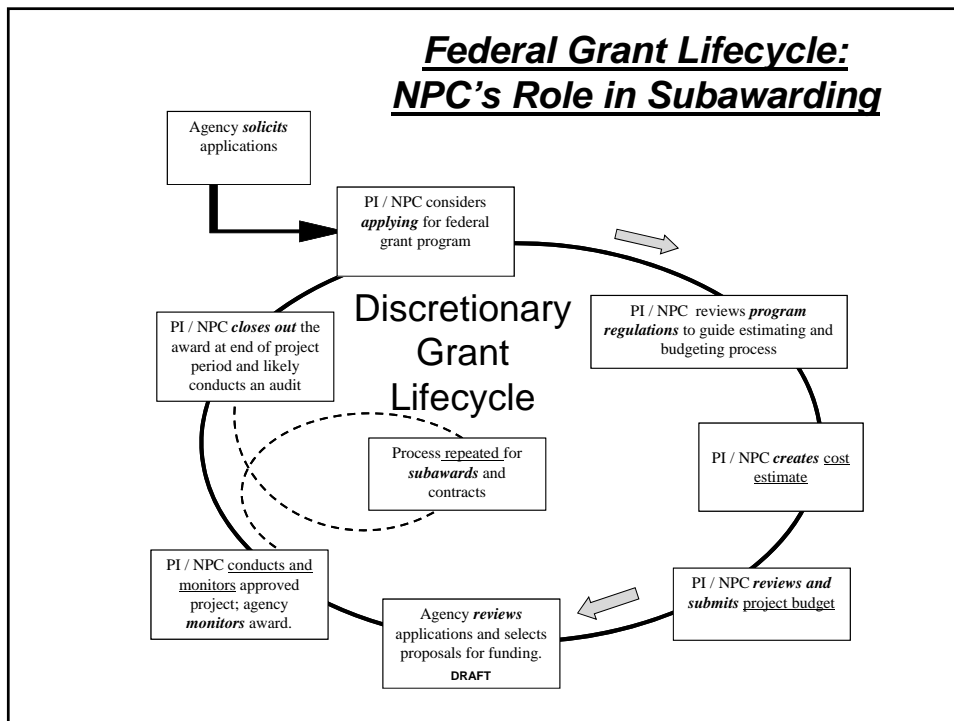 Federal Grant Lifecycle:
NPC’s Role in Subawarding
Agency solicits
applications
PI / NPC considers
applying for federal
grant program
PI / NPC reviews program
regulations to guide estimating and
budgeting process
PI / NPC creates cost
estimate
PI / NPC reviews and
submits project budget
Agency reviews
applications and selects
proposals for funding.
DRAFT
PI / NPC conducts and
monitors approved
project; agency
monitors award.
PI / NPC closes out the
award at end of project
period and likely
conducts an audit
Discretionary
Grant
Lifecycle
Process repeated for
subawards and
contracts